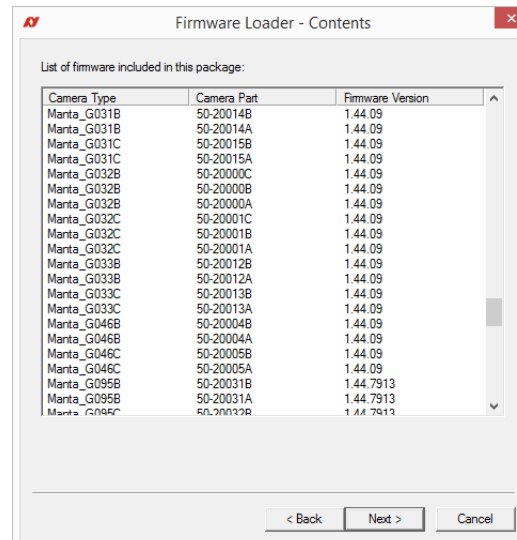 Firmware Loader - Contents
List of firmware included in this package:
Camera Type Camera Part Firmware Version
Manta_G031B 50-20014B 1.44.09
Manta_G031B 50-20014A 1.44.09
Manta_G031C 50-20015B 1.44.09
Manta_G031C 50-20015A 1.44.09
Manta_G032B 50-20000C 1.44.09
Manta_G032B 50-20000B 1.44.09
Manta_G032B 50-20000A 1.44.09
Manta_G032C 50-20001C 1.44.09
Manta_G032C 50-20001B 1.44.09
Manta_G032C 50-20001A 1.44.09
Manta_G033B 50-20012B 1.44.09
Manta_G033B 50-20012A 1.44.09
Manta_G033C 50-20013B 1.44.09
Manta_G033C 50-20013A 1.44.09
Manta_G046B 50-20004B 1.44.09
Manta_G046B 50-20004A 1.44.09
Manta_G046C 50-20005B 1.44.09
Manta_G046C 50-20005A 1.44.09
Manta_G095B 50-20031B 1.44.7913
Manta_G095B 50-20031A 1.44.7913
Manta_G095C 50-20032B 1.44.7913
< Back Next > Cancel